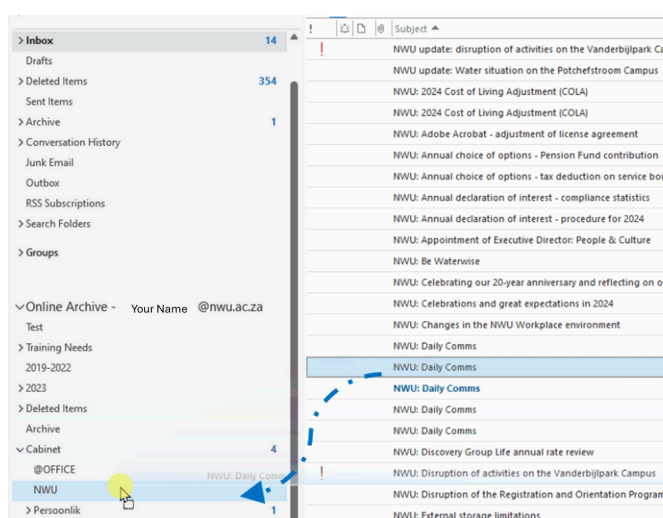 ! Subject
Inbox 14
Drafts
Deleted Items 354
Sent Items
Archive 1
Conversation History
Junk Email
Outbox
RSS Subscriptions
Search Folders
Groups
Online Archive - Your Name @nwu.ac.za
Test
Training Needs
2019-2022
2023
Deleted Items
Archive
Cabinet 4
@OFFICE
NWU
Persoonlik 1
NWU: Daily Comms
! NWU update: disruption of activities on the Vanderbijlpark Ca
NWU update: Water situation on the Potchefstroom Campus
NWU: 2024 Cost of Living Adjustment (COLA)
NWU: 2024 Cost of Living Adjustment (COLA)
NWU: Adobe Acrobat - adjustment of license agreement
NWU: Annual choice of options - Pension Fund contribution
NWU: Annual choice of options - tax deduction on service bo
NWU: Annual declaration of interest - compliance statistics
NWU: Annual declaration of interest - procedure for 2024
NWU: Appointment of Executive Director: People & Culture
NWU: Be Waterwise
NWU: Celebrating our 20-year anniversary and reflecting on o
NWU: Celebrations and great expectations in 2024
NWU: Changes in the NWU Workplace environment
NWU: Daily Comms
NWU: Daily Comms
NWU: Daily Comms
NWU: Daily Comms
NWU: Daily Comms
NWU: Discovery Group Life annual rate review
! NWU: Disruption of activities on the Vanderbijlpark Campus
NWU: Disruption of the Registration and Orientation Program
NWU: External storage limitations